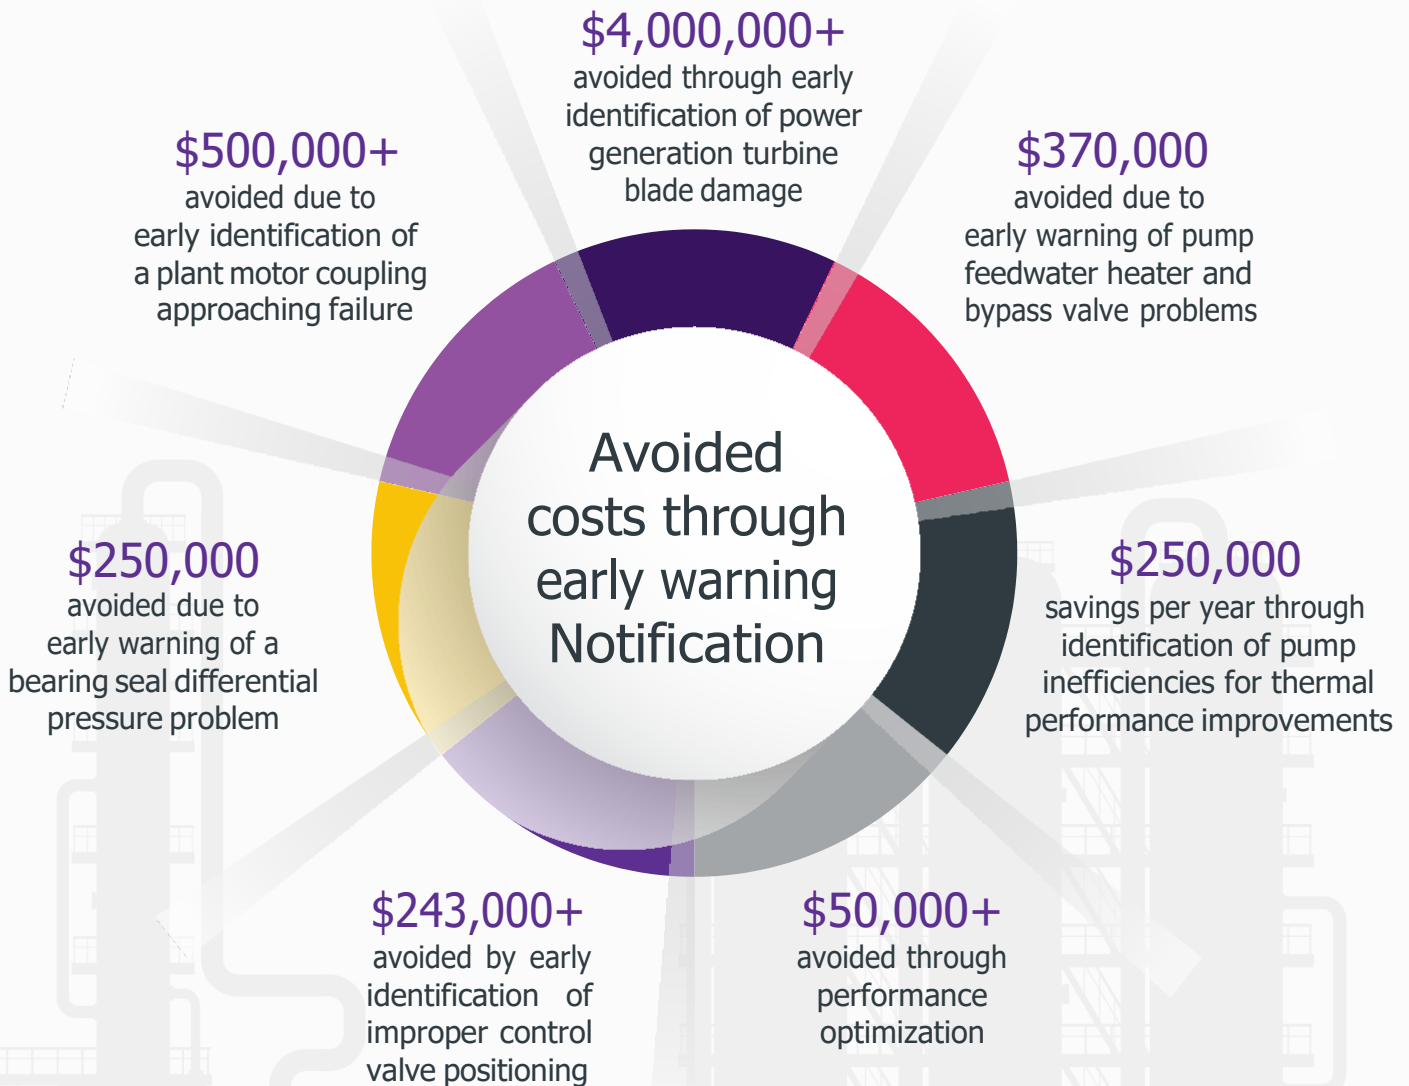 $4,000,000+
avoided through early
identification of power
generation turbine
blade damage
$370,000
avoided due to
early warning of pump
feedwater heater and
bypass valve problems
$250,000
savings per year through
identification of pump
inefficiencies for thermal
performance improvements
$50,000+
avoided through
performance
optimization
$243,000+
avoided by early
identification of
improper control
valve positioning
$250,000
avoided due to
early warning of a
bearing seal differential
pressure problem
$500,000+
avoided due to
early identification of
a plant motor coupling
approaching failure
Avoided
costs through
early warning
Notification